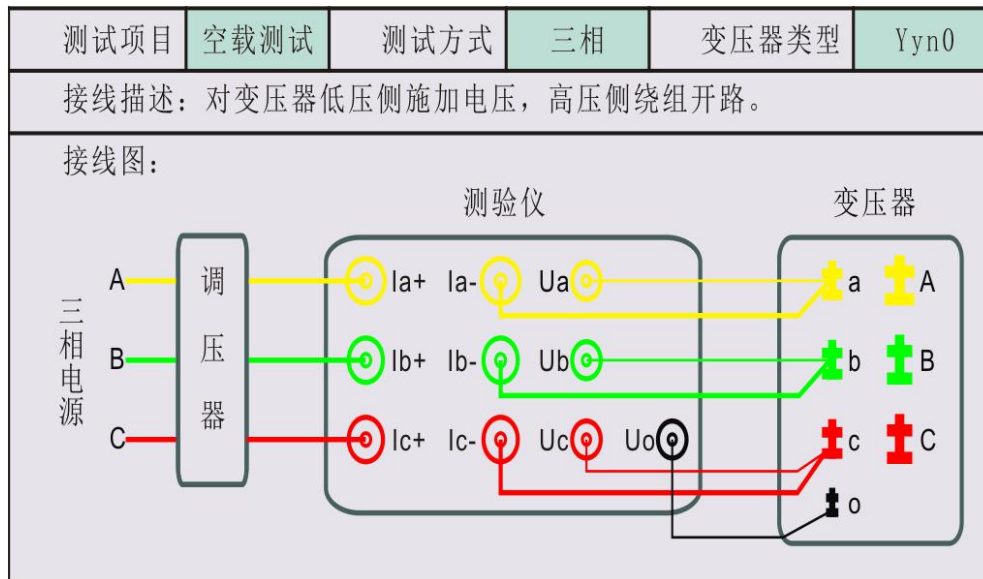 测试项目 空载测试 测试方式 三相 变压器类型 Yyn0
接线描述：对变压器低压侧施加电压，高压侧绕组开路。
接线图：
测验仪 变压器
三相电源
调压器
A Ia+ Ia- Ua a A
B Ib+ Ib- Ub b B
C Ic+ Ic- Uc Uo c C
o